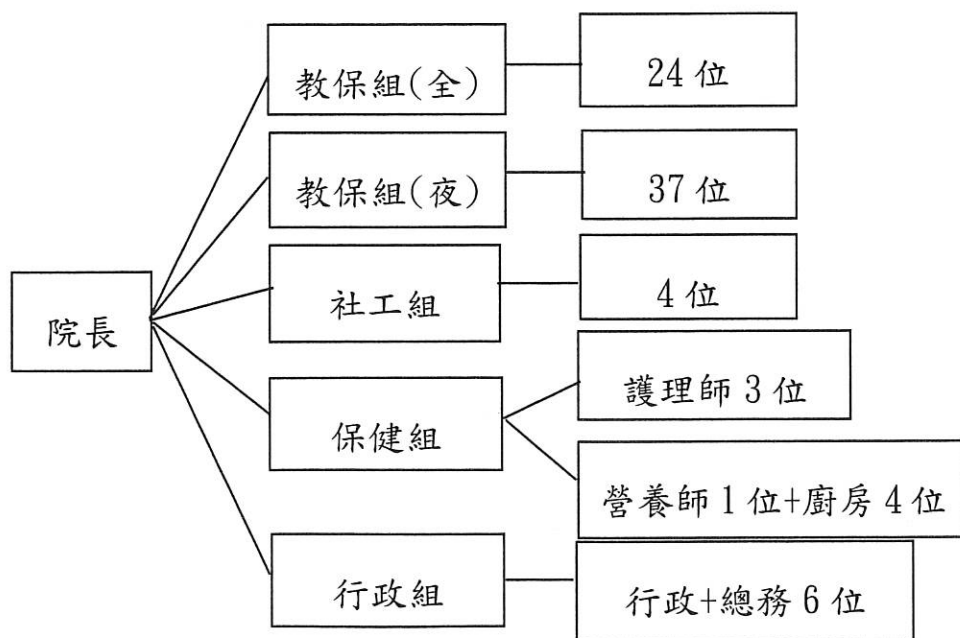 院長
教保組(全)
24 位
教保組(夜)
37 位
社工組
4 位
保健組
護理師 3 位
營養師 1 位+廚房 4 位
行政組
行政+總務 6 位